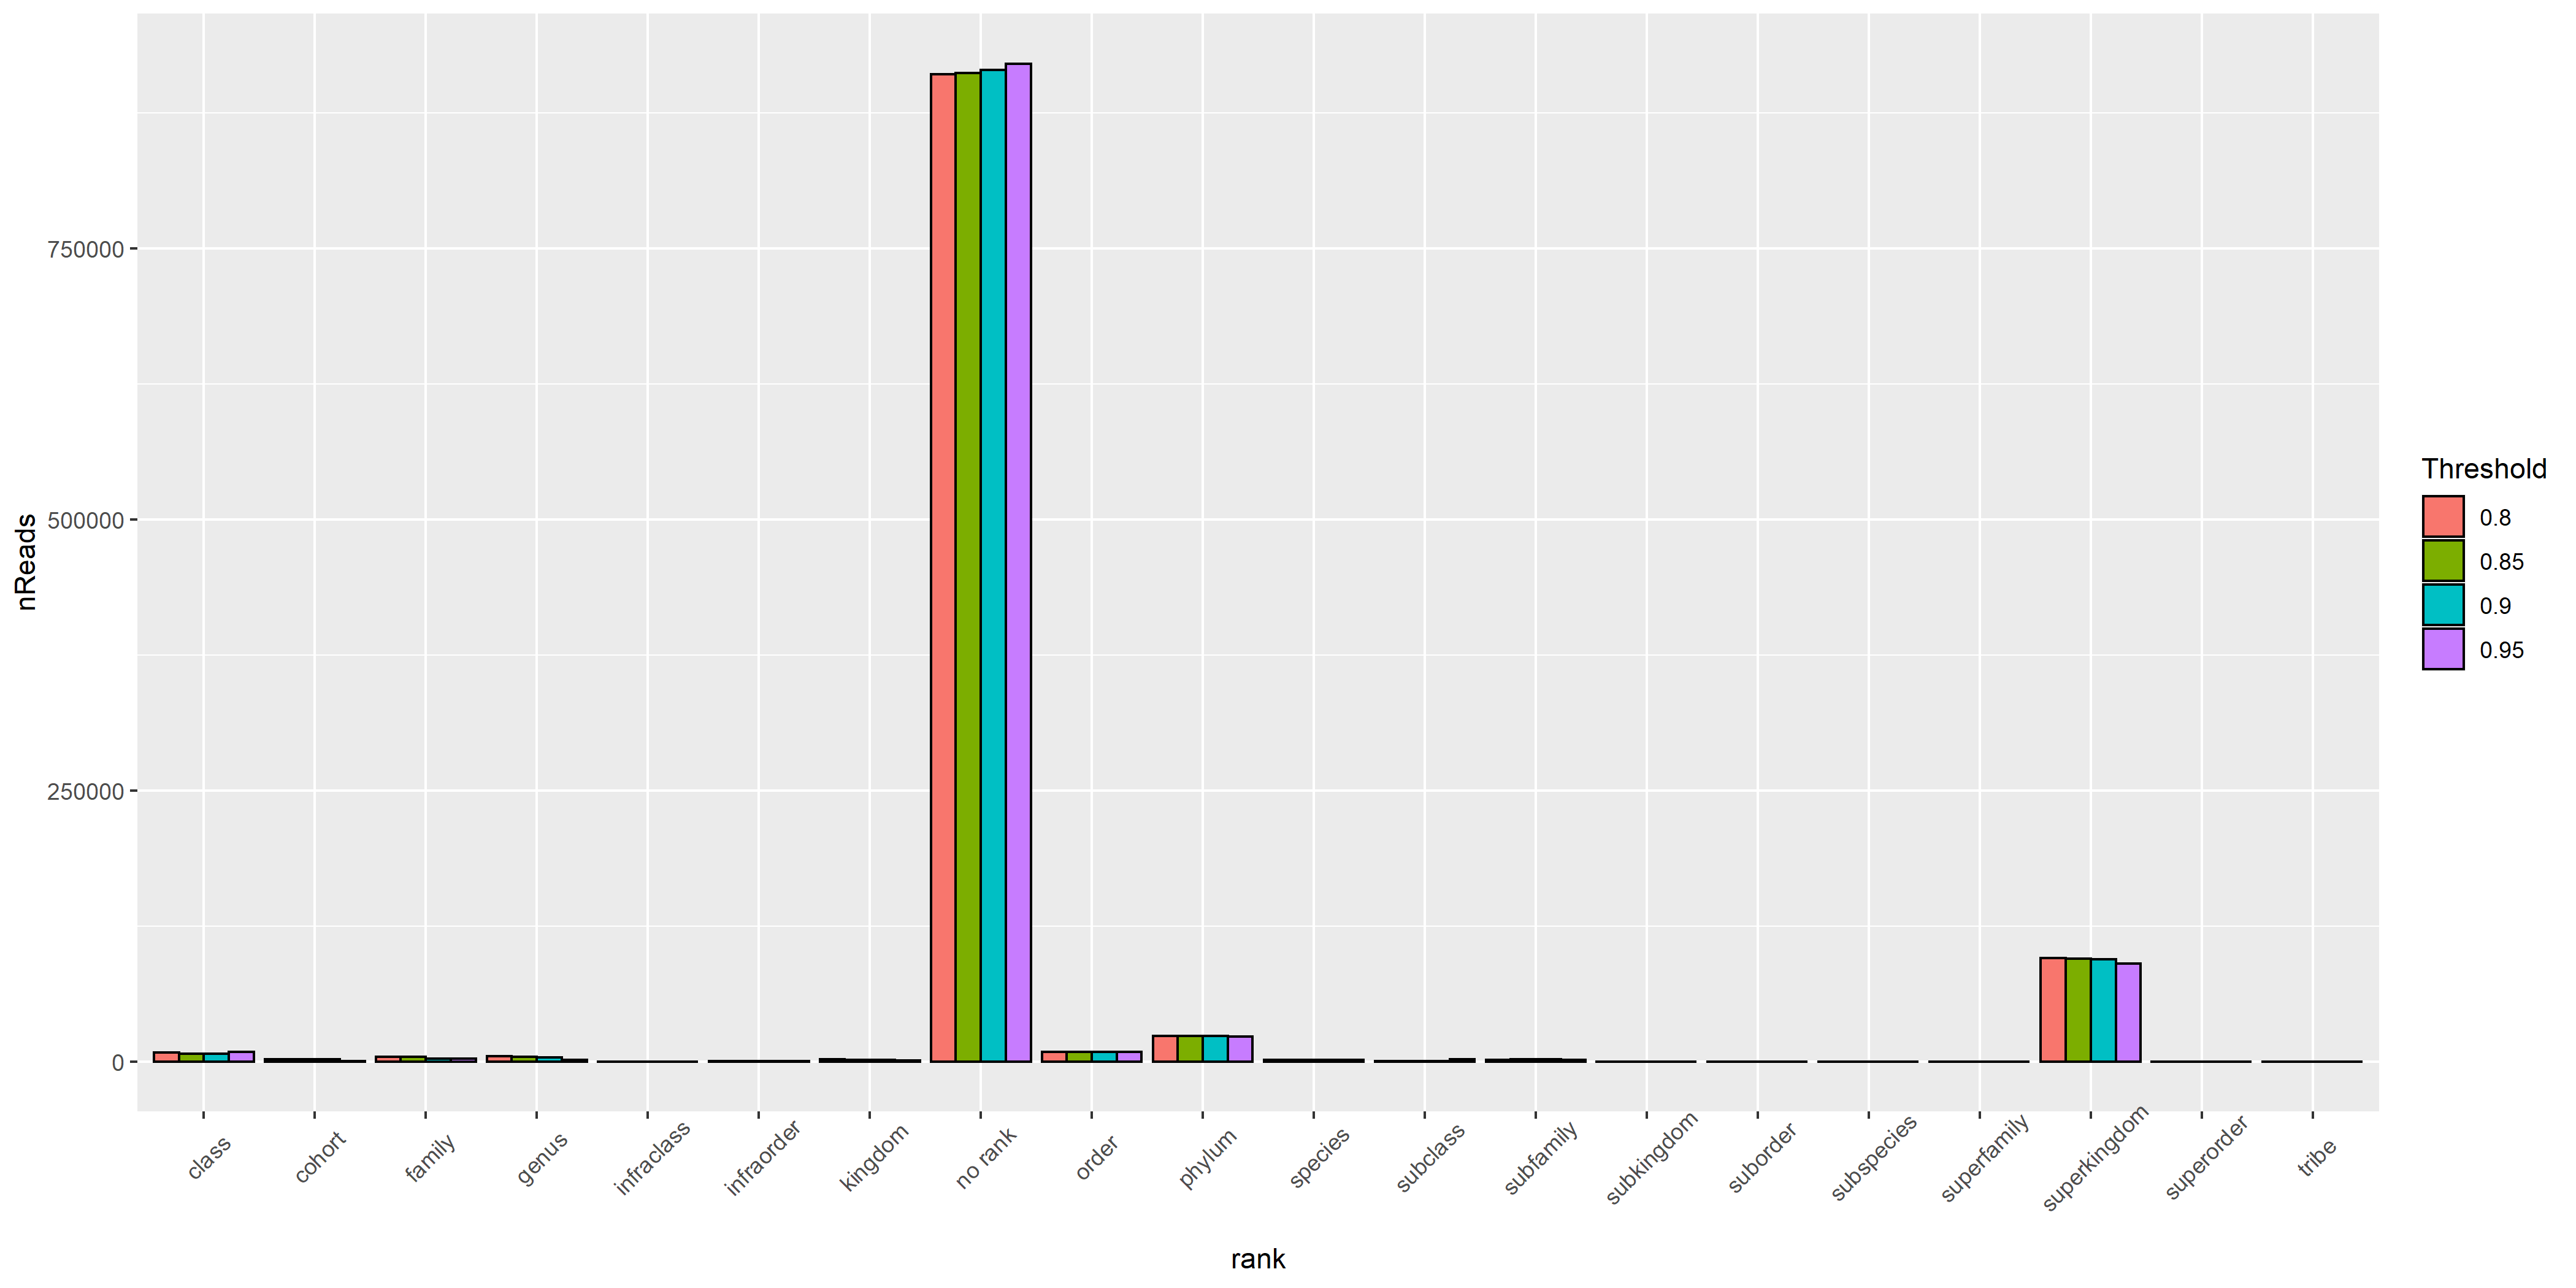 nReads
750000
500000
250000
0
class
cohort
family
genus
infraclass
infraorder
kingdom
no rank
order
phylum
species
subclass
subfamily
subkingdom
suborder
subspecies
superfamily
superkingdom
superorder
tribe
rank
Threshold
0.8
0.85
0.9
0.95